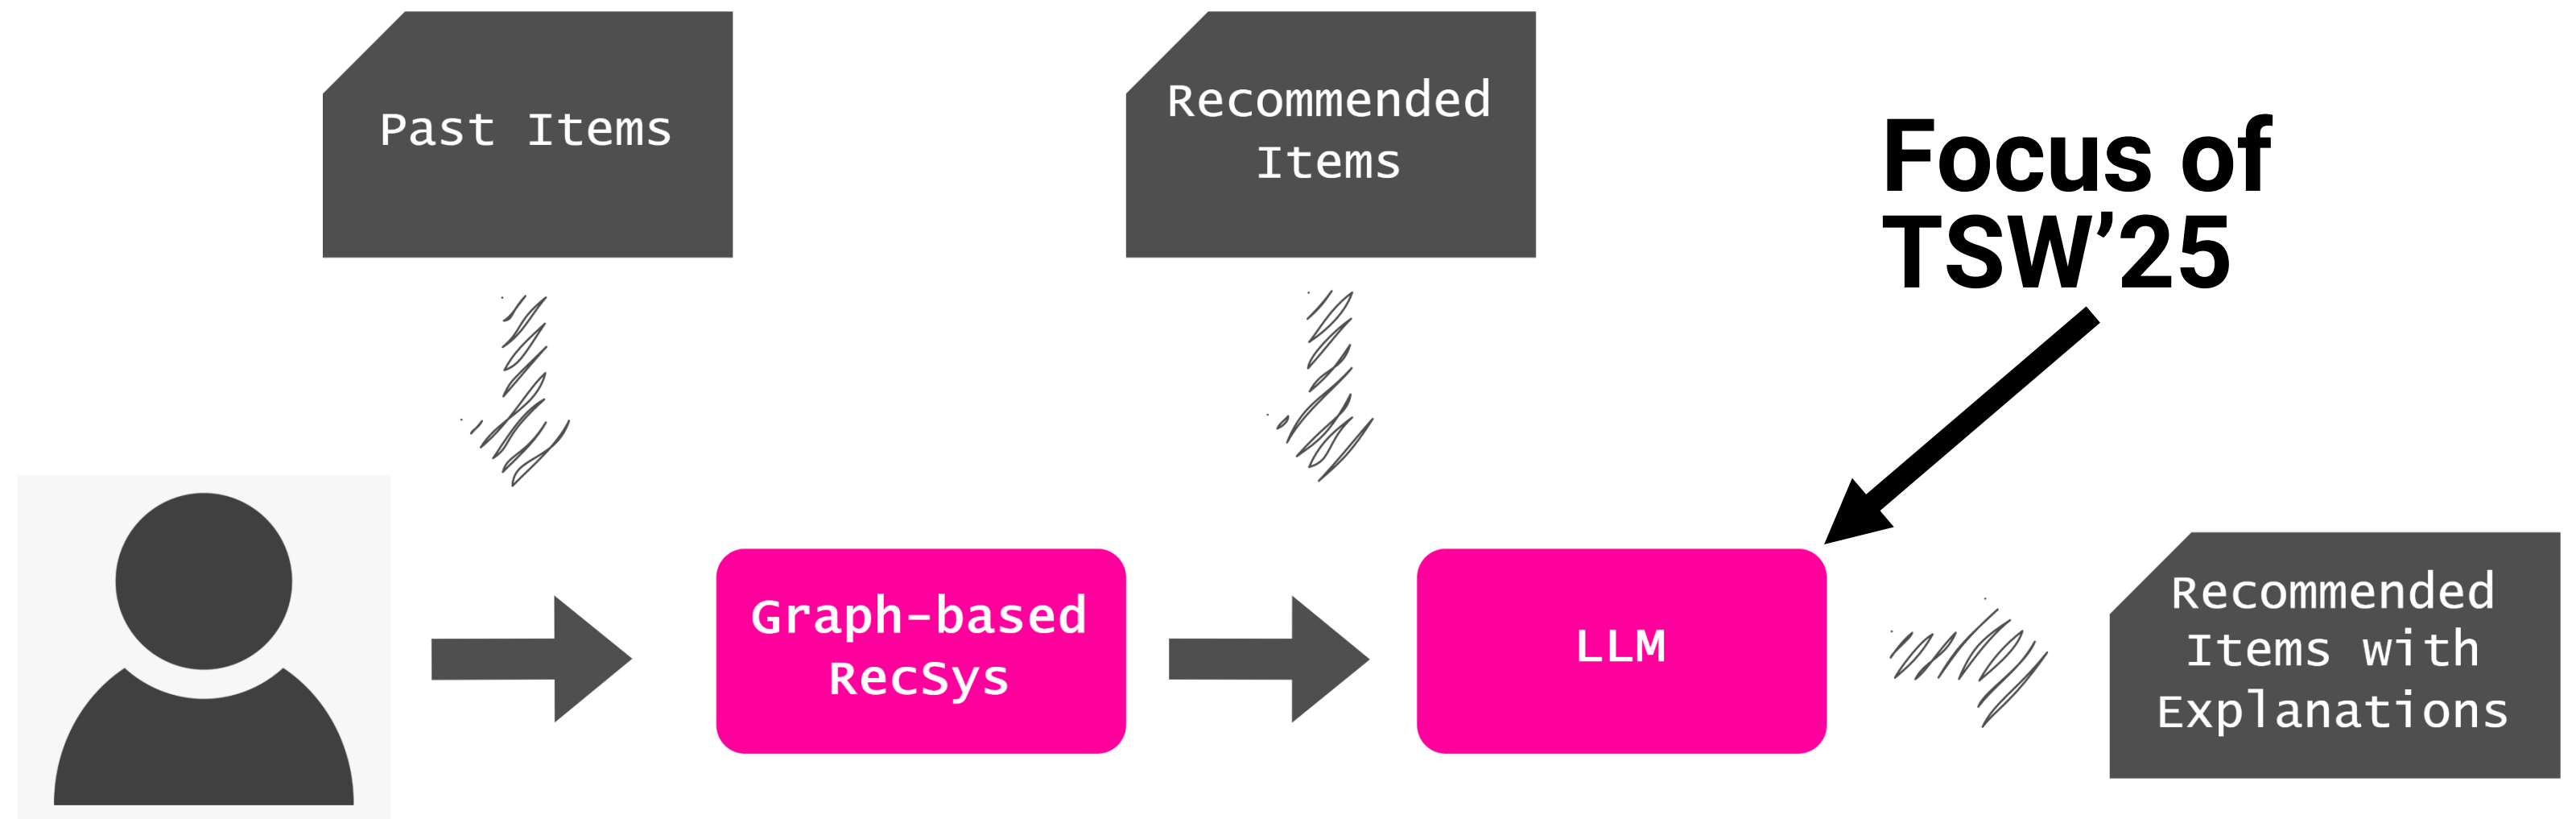 Past Items
Recommended
Items
Focus of
TSW’25
Graph-based
RecSys
LLM
Recommended
Items with
Explanations